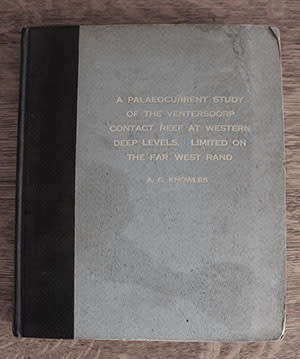 A PALAEOCURRENT STUDY
OF THE VENTERSDORP
CONTACT REEF AT WESTERN
DEEP LEVELS, LIMITED ON
THE FAR WEST RAND
A. G. KNOWLES